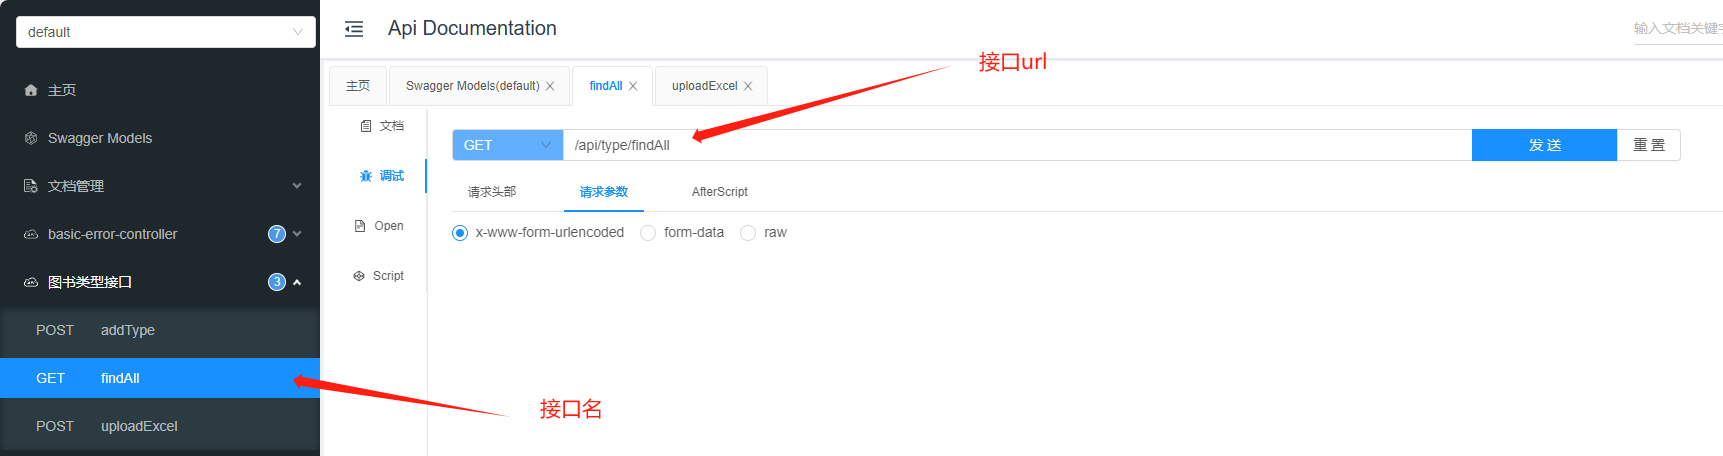 default
主页
Swagger Models
文档管理
basic-error-controller 7
图书类型接口 3
POST addType
GET findAll
POST uploadExcel
Api Documentation
输入文档关键字
主页 Swagger Models(default) findAll uploadExcel
接口url
文档
调试
Open
Script
GET /api/type/findAll 发 送 重 置
请求头部 请求参数 AfterScript
x-www-form-urlencoded form-data raw
接口名